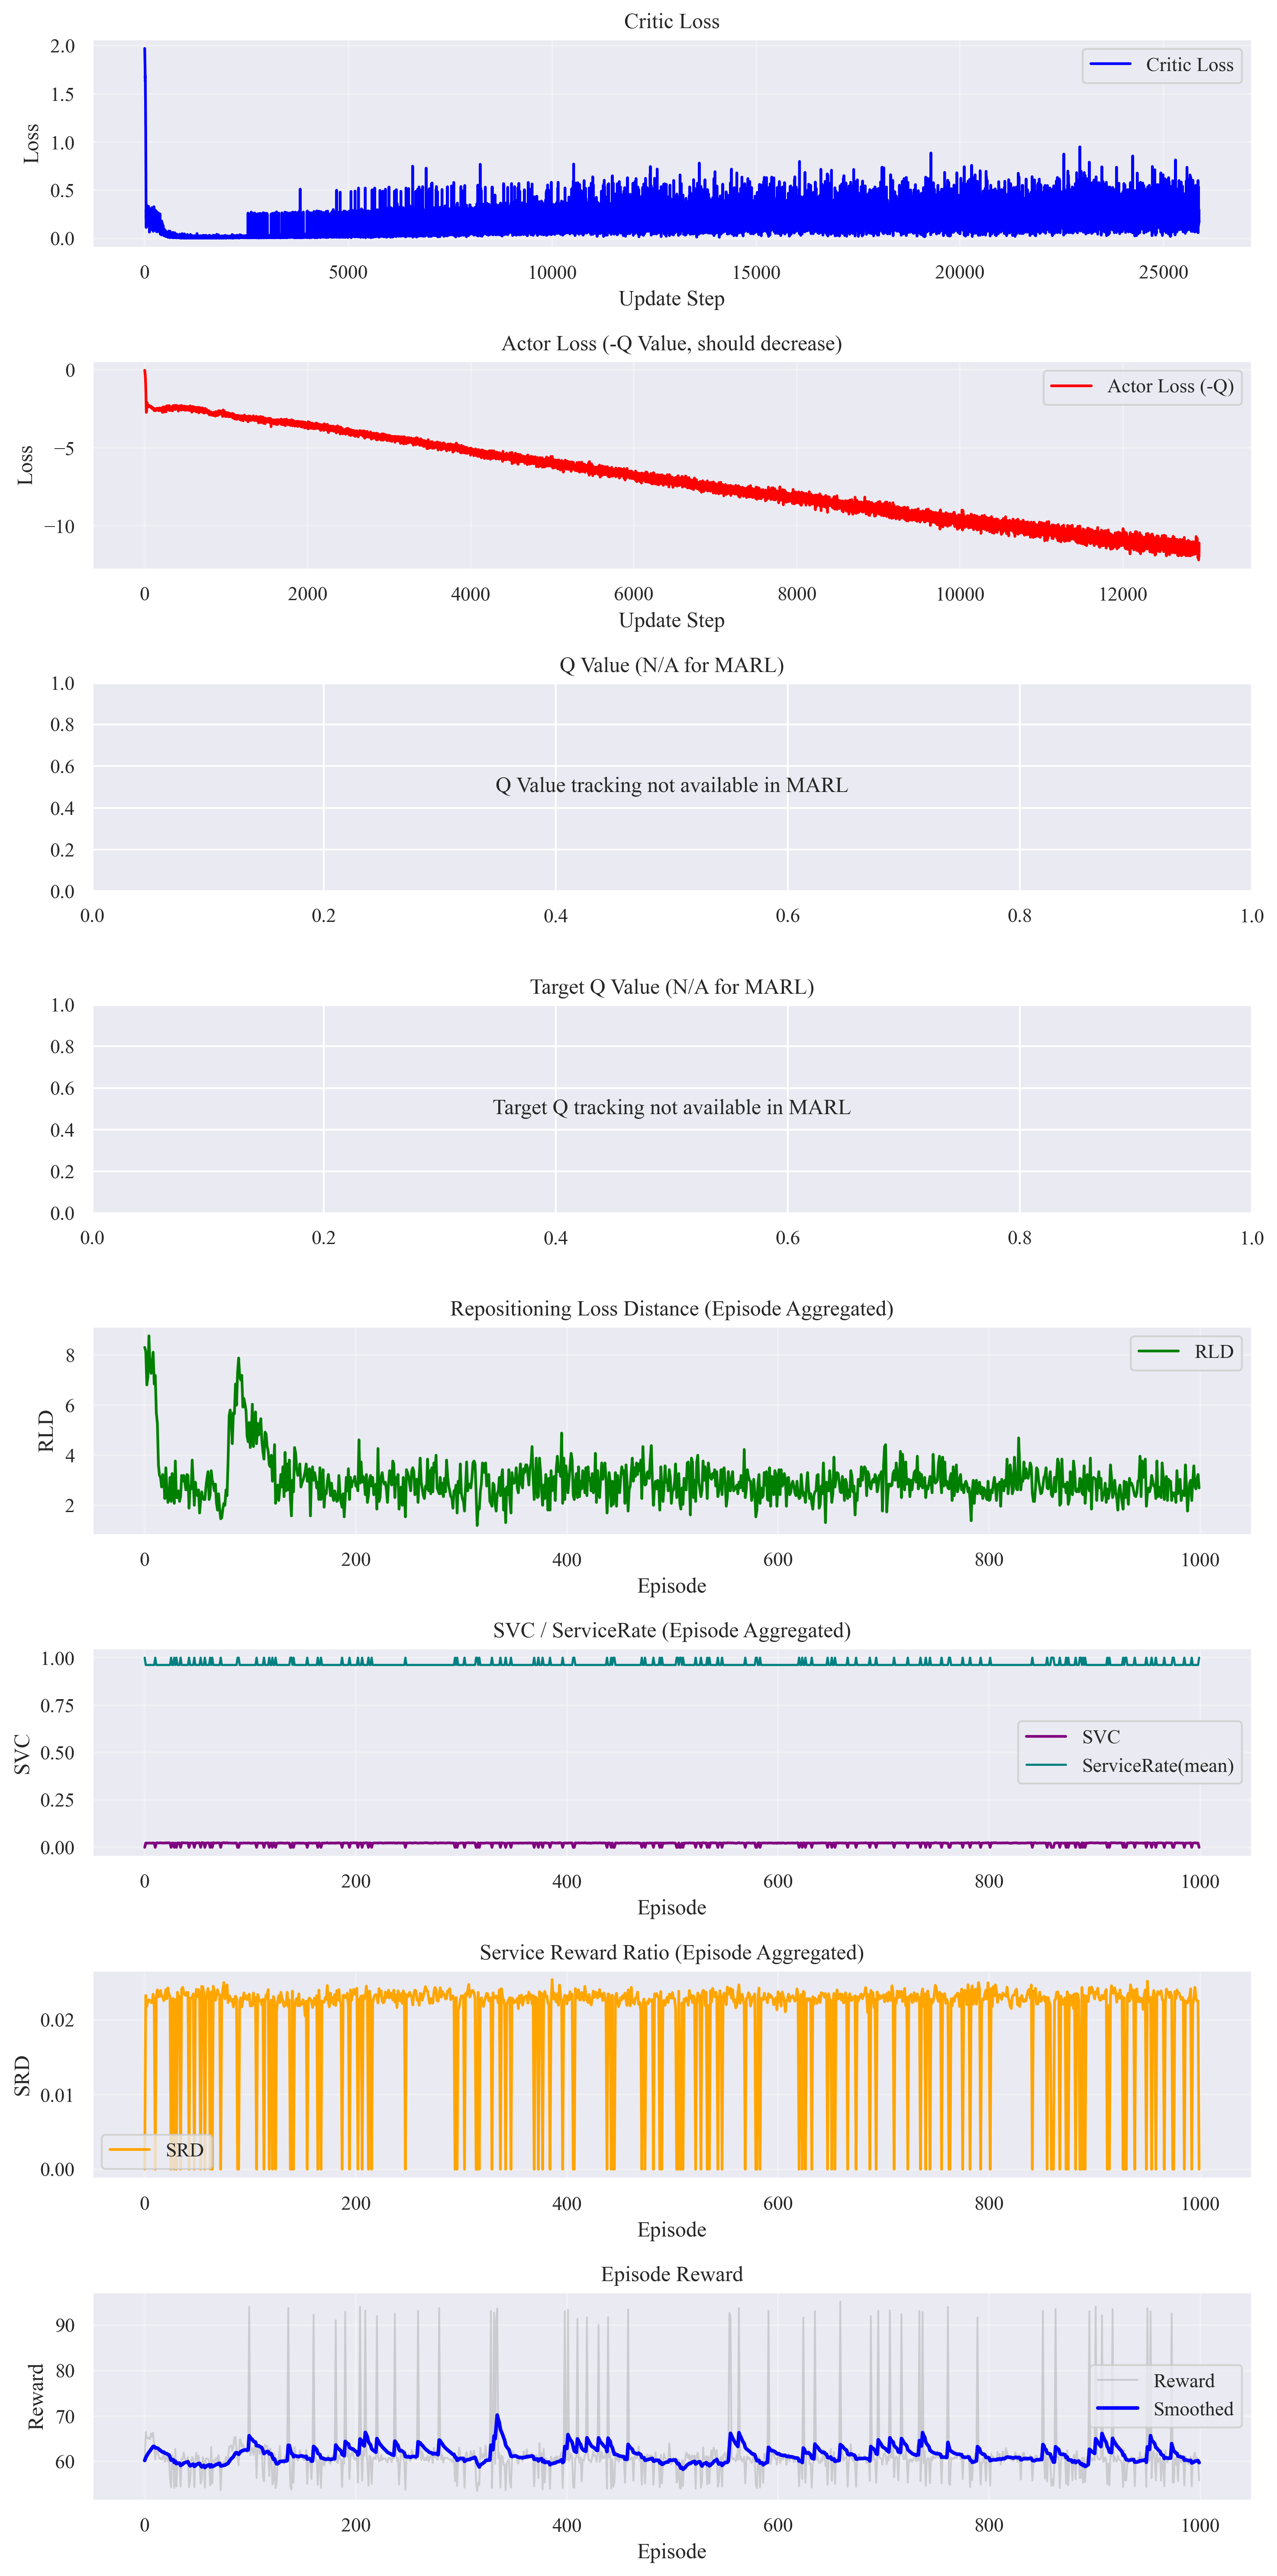 Critic Loss
2.0
1.5
1.0
0.5
0.0
Loss
Critic Loss
0 5000 10000 15000 20000 25000
Update Step
Actor Loss (-Q Value, should decrease)
0
−5
−10
Loss
Actor Loss (-Q)
0 2000 4000 6000 8000 10000 12000
Update Step
Q Value (N/A for MARL)
1.0
0.8
0.6
0.4
0.2
0.0
Q Value tracking not available in MARL
0.0 0.2 0.4 0.6 0.8 1.0
Target Q Value (N/A for MARL)
1.0
0.8
0.6
0.4
0.2
0.0
Target Q tracking not available in MARL
0.0 0.2 0.4 0.6 0.8 1.0
Repositioning Loss Distance (Episode Aggregated)
8
6
4
2
RLD
RLD
0 200 400 600 800 1000
Episode
SVC / ServiceRate (Episode Aggregated)
1.00
0.75
0.50
0.25
0.00
SVC
SVC
ServiceRate(mean)
0 200 400 600 800 1000
Episode
Service Reward Ratio (Episode Aggregated)
0.02
0.01
0.00
SRD
SRD
0 200 400 600 800 1000
Episode
Episode Reward
90
80
70
60
Reward
Reward
Smoothed
0 200 400 600 800 1000
Episode